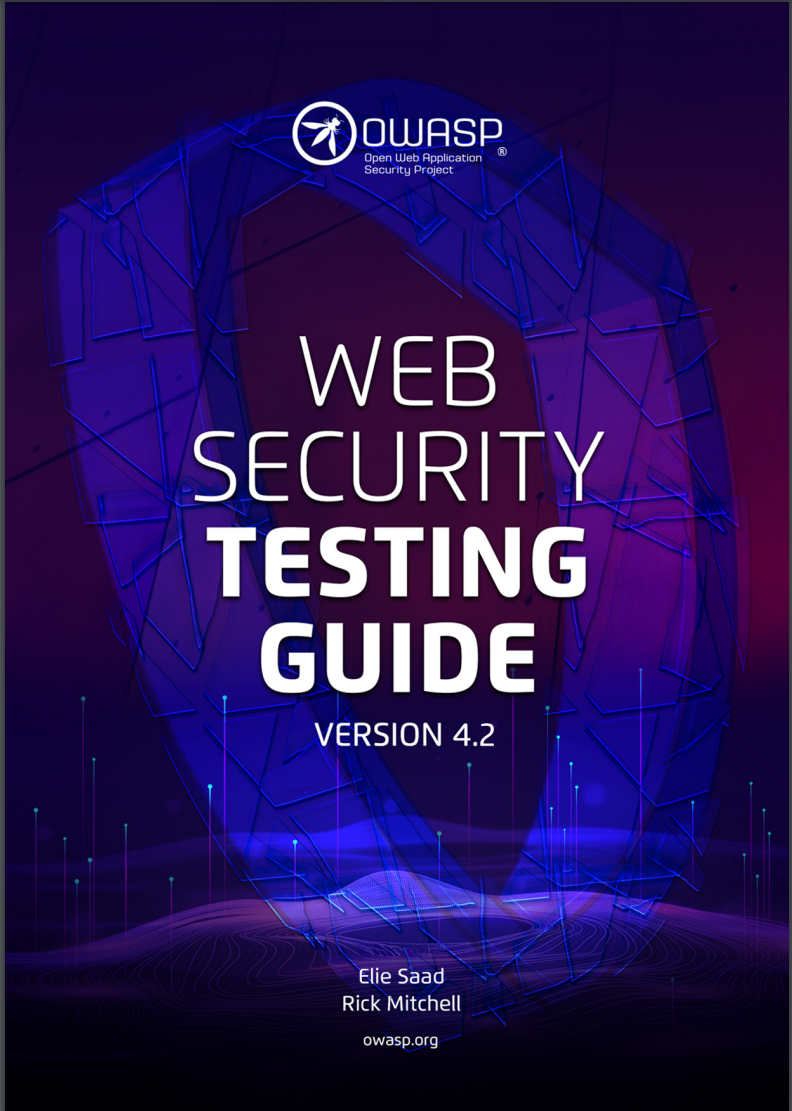 OWASP®
Open Web Application
Security Project
WEB
SECURITY
TESTING
GUIDE
VERSION 4.2
Elie Saad
Rick Mitchell
owasp.org